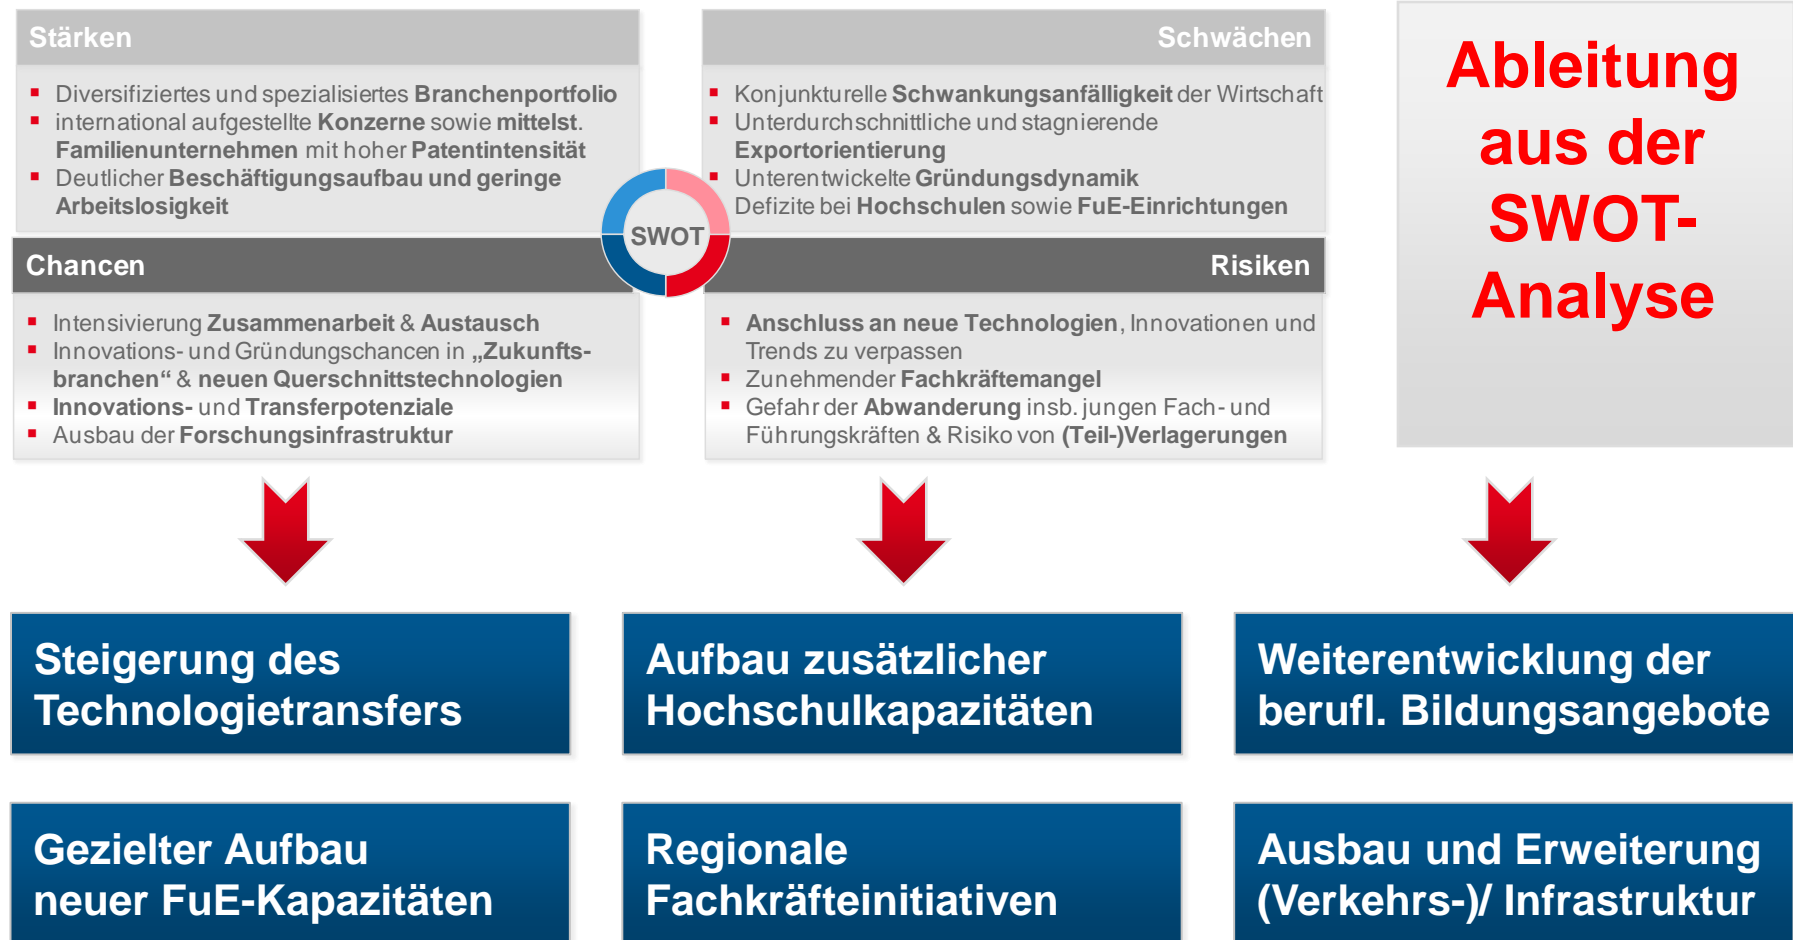 Stärken
Diversifiziertes und spezialisiertes Branchenportfolio
international aufgestellte Konzerne sowie mittelst.
Familienunternehmen mit hoher Patentintensität
Deutlicher Beschäftigungsaufbau und geringe
Arbeitslosigkeit
Schwächen
Konjunkturelle Schwankungsanfälligkeit der Wirtschaft
Unterdurchschnittliche und stagnierende
Exportorientierung
Unterentwickelte Gründungsdynamik
Defizite bei Hochschulen sowie FuE-Einrichtungen
SWOT
Chancen
Intensivierung Zusammenarbeit & Austausch
Innovations- und Gründungschancen in „Zukunfts-
branchen“ & neuen Querschnittstechnologien
Innovations- und Transferpotenziale
Ausbau der Forschungsinfrastruktur
Risiken
Anschluss an neue Technologien, Innovationen und
Trends zu verpassen
Zunehmender Fachkräftemangel
Gefahr der Abwanderung insb. jungen Fach- und
Führungskräften & Risiko von (Teil-)Verlagerungen
Ableitung
aus der
SWOT-
Analyse
Steigerung des
Technologietransfers
Aufbau zusätzlicher
Hochschulkapazitäten
Weiterentwicklung der
berufl. Bildungsangebote
Gezielter Aufbau
neuer FuE-Kapazitäten
Regionale
Fachkräfteinitiativen
Ausbau und Erweiterung
(Verkehrs-)/ Infrastruktur